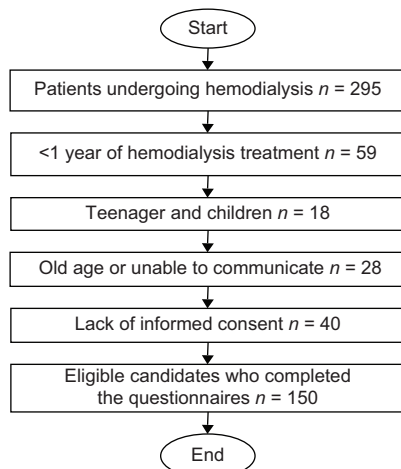 Start
Patients undergoing hemodialysis n = 295
<1 year of hemodialysis treatment n = 59
Teenager and children n = 18
Old age or unable to communicate n = 28
Lack of informed consent n = 40
Eligible candidates who completed
the questionnaires n = 150
End